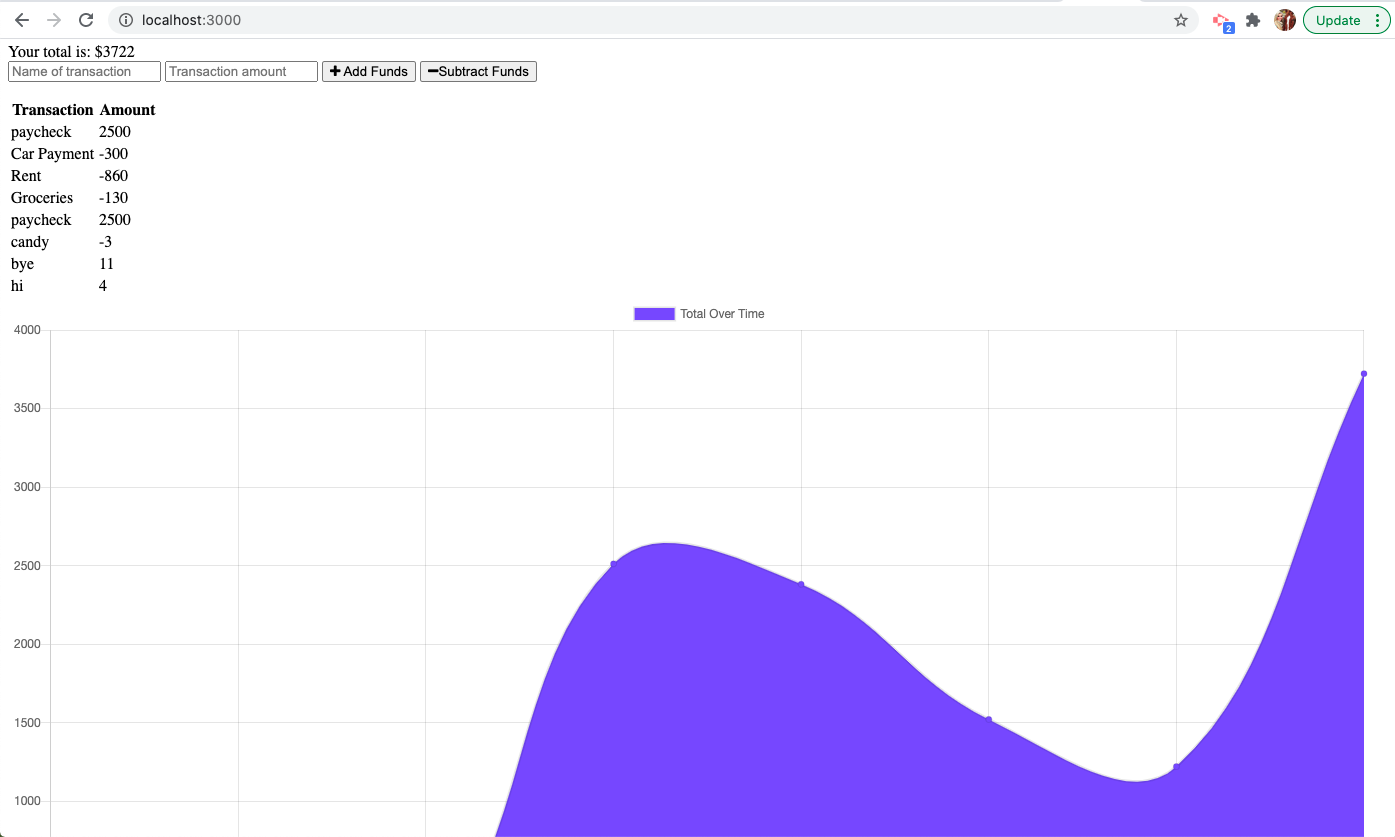 localhost:3000
2
Update
Your total is: $3722
Name of transaction Transaction amount Add Funds Subtract Funds
Transaction Amount
paycheck 2500
Car Payment -300
Rent -860
Groceries -130
paycheck 2500
candy -3
bye 11
hi 4
Total Over Time
4000
3500
3000
2500
2000
1500
1000